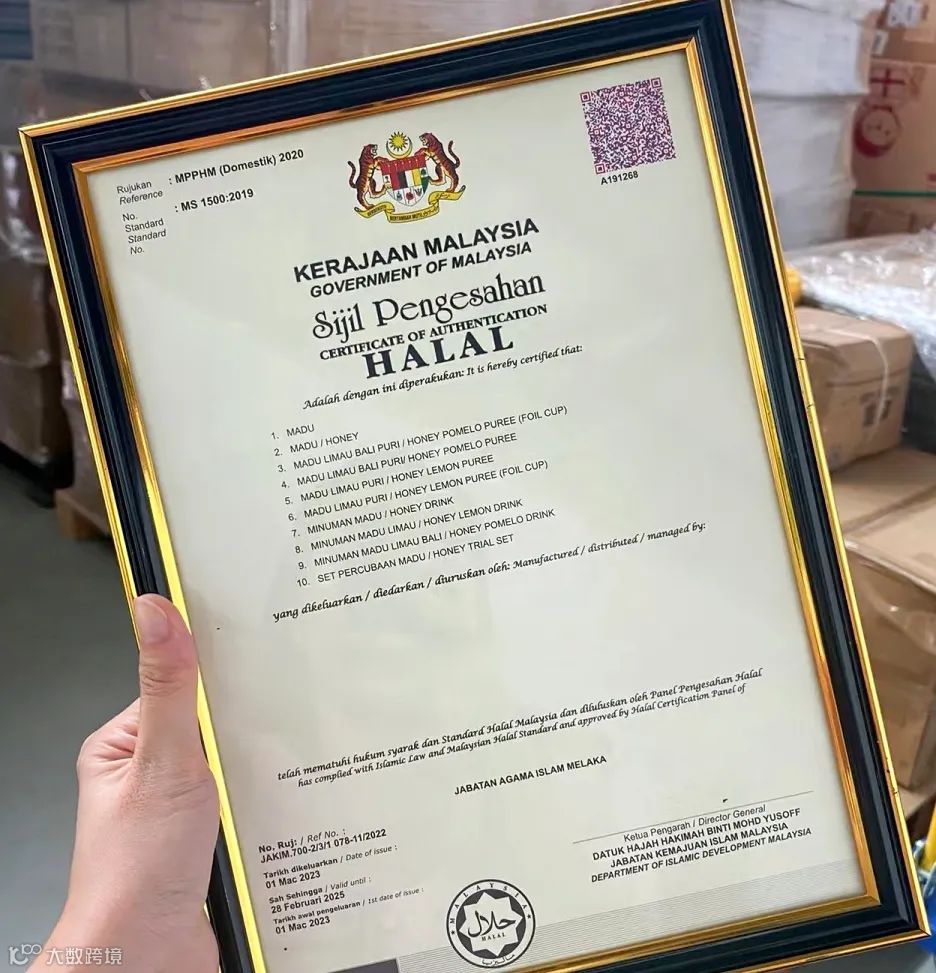 Rujukan : MPPHM (Domestik) 2020
Reference
No. : MS 1500:2019
Standard
Standard
No.
A191268
KERAJAAN MALAYSIA
GOVERNMENT OF MALAYSIA
Sijil Pengesahan
CERTIFICATE OF AUTHENTICATION
HALAL
Adalah dengan ini diperakukan: It is hereby certified that:
1. MADU
2. MADU / HONEY
3. MADU LIMAU BALI PURI / HONEY POMELO PUREE (FOIL CUP)
4. MADU LIMAU BALI PURI/ HONEY POMELO PUREE
5. MADU LIMAU PURI / HONEY LEMON PUREE
6. MADU LIMAU PURI / HONEY LEMON PUREE (FOIL CUP)
7. MINUMAN MADU / HONEY DRINK
8. MINUMAN MADU LIMAU / HONEY LEMON DRINK
9. MINUMAN MADU LIMAU BALI / HONEY POMELO DRINK
10. SET PERCUBAAN MADU / HONEY TRIAL SET
yang dikeluarkan / diedarkan / diuruskan oleh: Manufactured / distributed / managed by:
telah mematuhi hukum syarak dan Standard Halal Malaysia dan diluluskan oleh Panel Pengesahan Halal
has complied with Islamic Law and Malaysian Halal Standard and approved by Halal Certification Panel of
JABATAN AGAMA ISLAM MELAKA
No. Ruj: / Ref No. :
JAKIM.700-2/3/1 078-11/2022
Tarikh dikeluarkan / Date of issue :
01 Mac 2023
Sah Sehingga / Valid until :
28 Februari 2025
Tarikh awal pengeluaran / 1st date of issue :
01 Mac 2023
Ketua Pengarah / Director General
DATUK HAJAH HAKIMAH BINTI MOHD YUSOFF
JABATAN KEMAJUAN ISLAM MALAYSIA
DEPARTMENT OF ISLAMIC DEVELOPMENT MALAYSIA
MALAYSIA
حلال
HALAL
ماليزيا
大数跨境